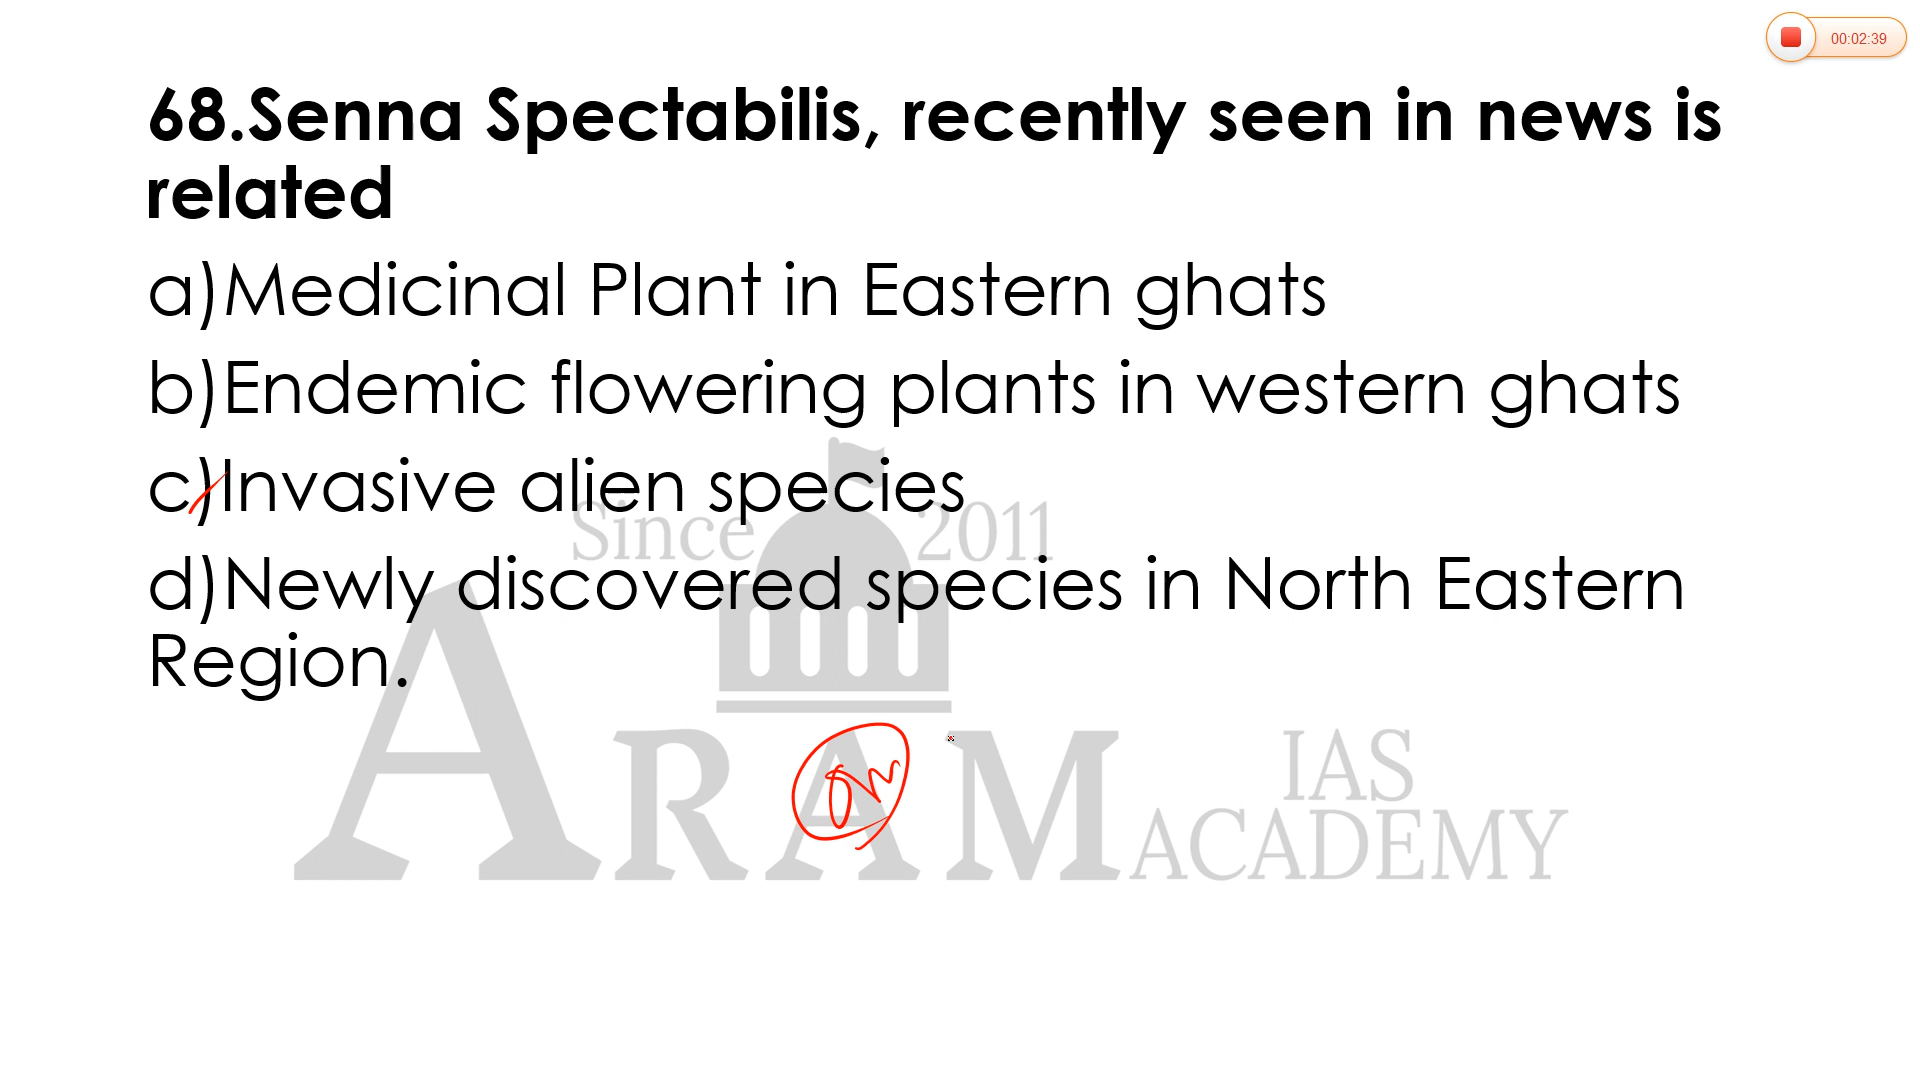 00:02:39
68.Senna Spectabilis, recently seen in news is
related
a)Medicinal Plant in Eastern ghats
b)Endemic flowering plants in western ghats
c)Invasive alien species
d)Newly discovered species in North Eastern
Region.
Since 2011
ARAM IAS
ACADEMY